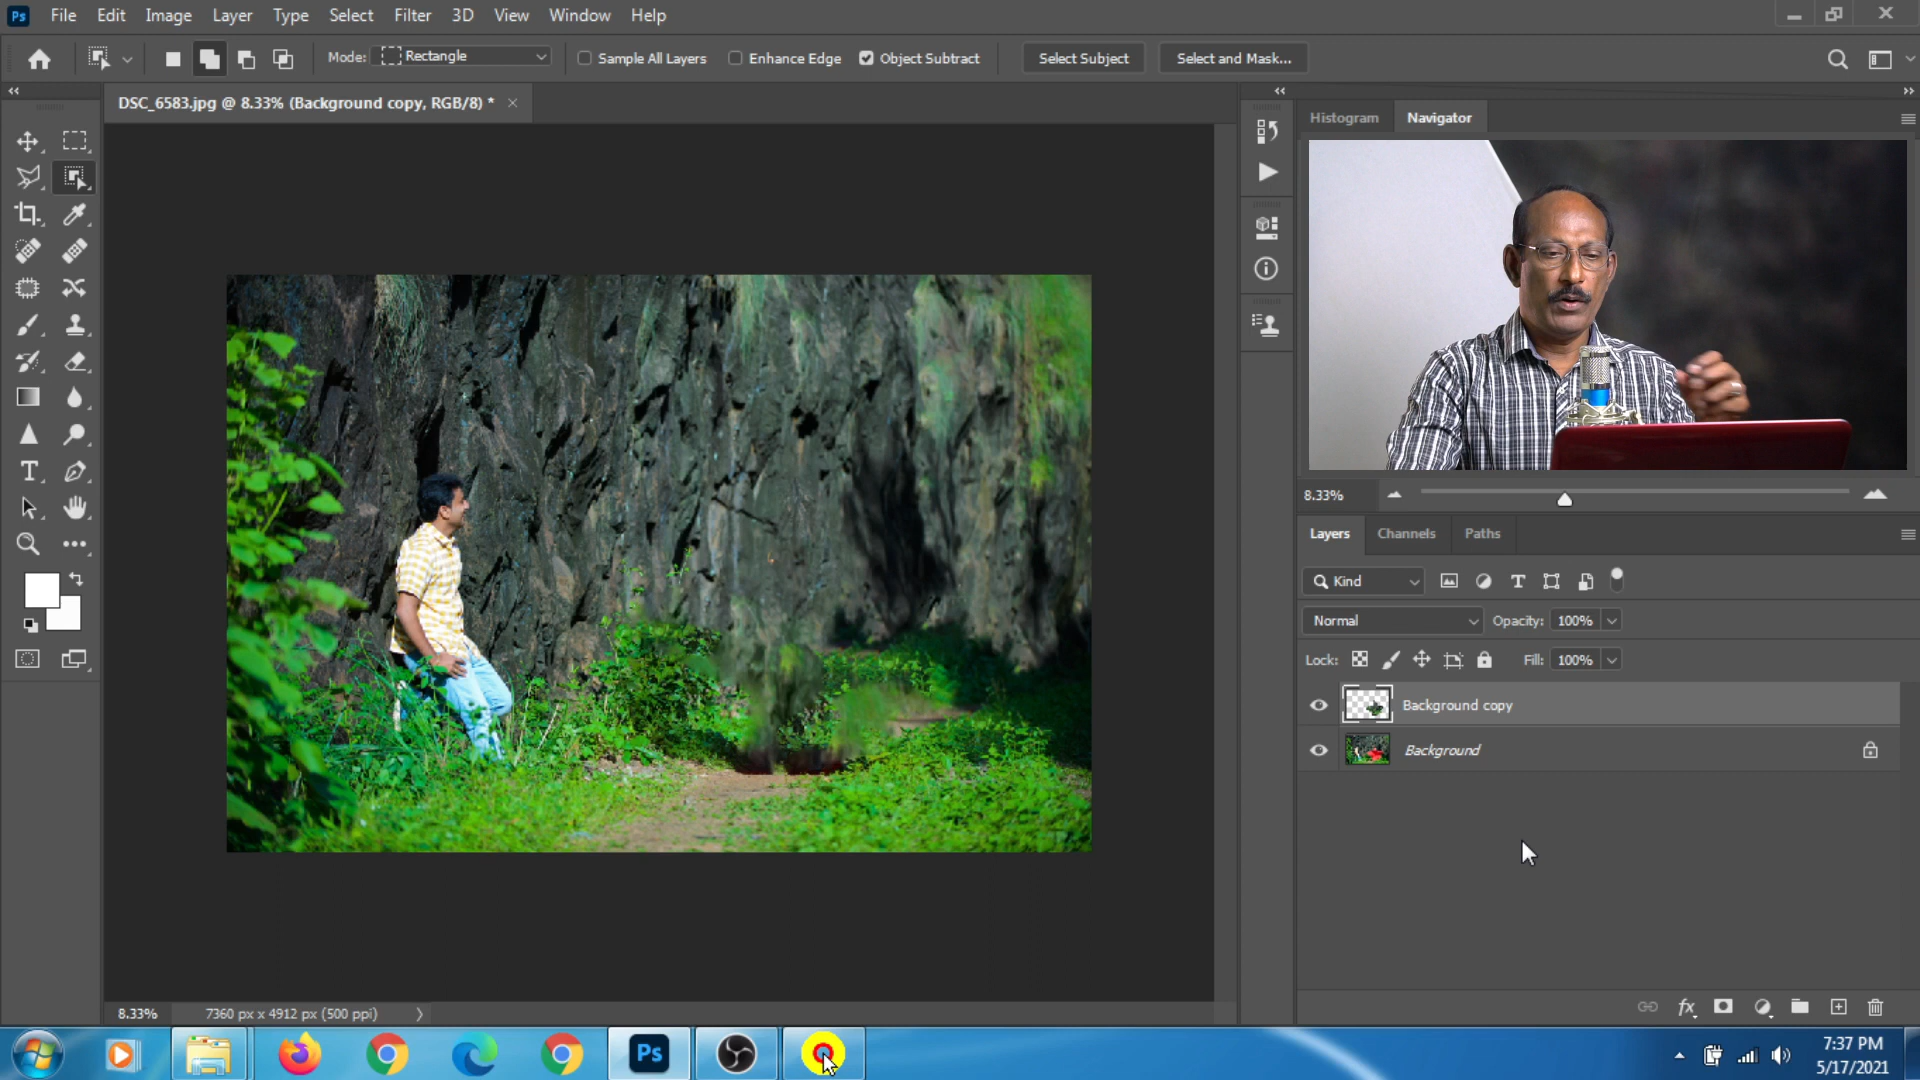 Ps File Edit Image Layer Type Select Filter 3D View Window Help
Mode: Rectangle Sample All Layers Enhance Edge Object Subtract Select Subject Select and Mask...
DSC_6583.jpg @ 8.33% (Background copy, RGB/8) *
Histogram Navigator
8.33%
Layers Channels Paths
Kind
Normal Opacity: 100%
Lock: Fill: 100%
Background copy
Background
8.33% 7360 px x 4912 px (500 ppi)
Ps
7:37 PM
5/17/2021